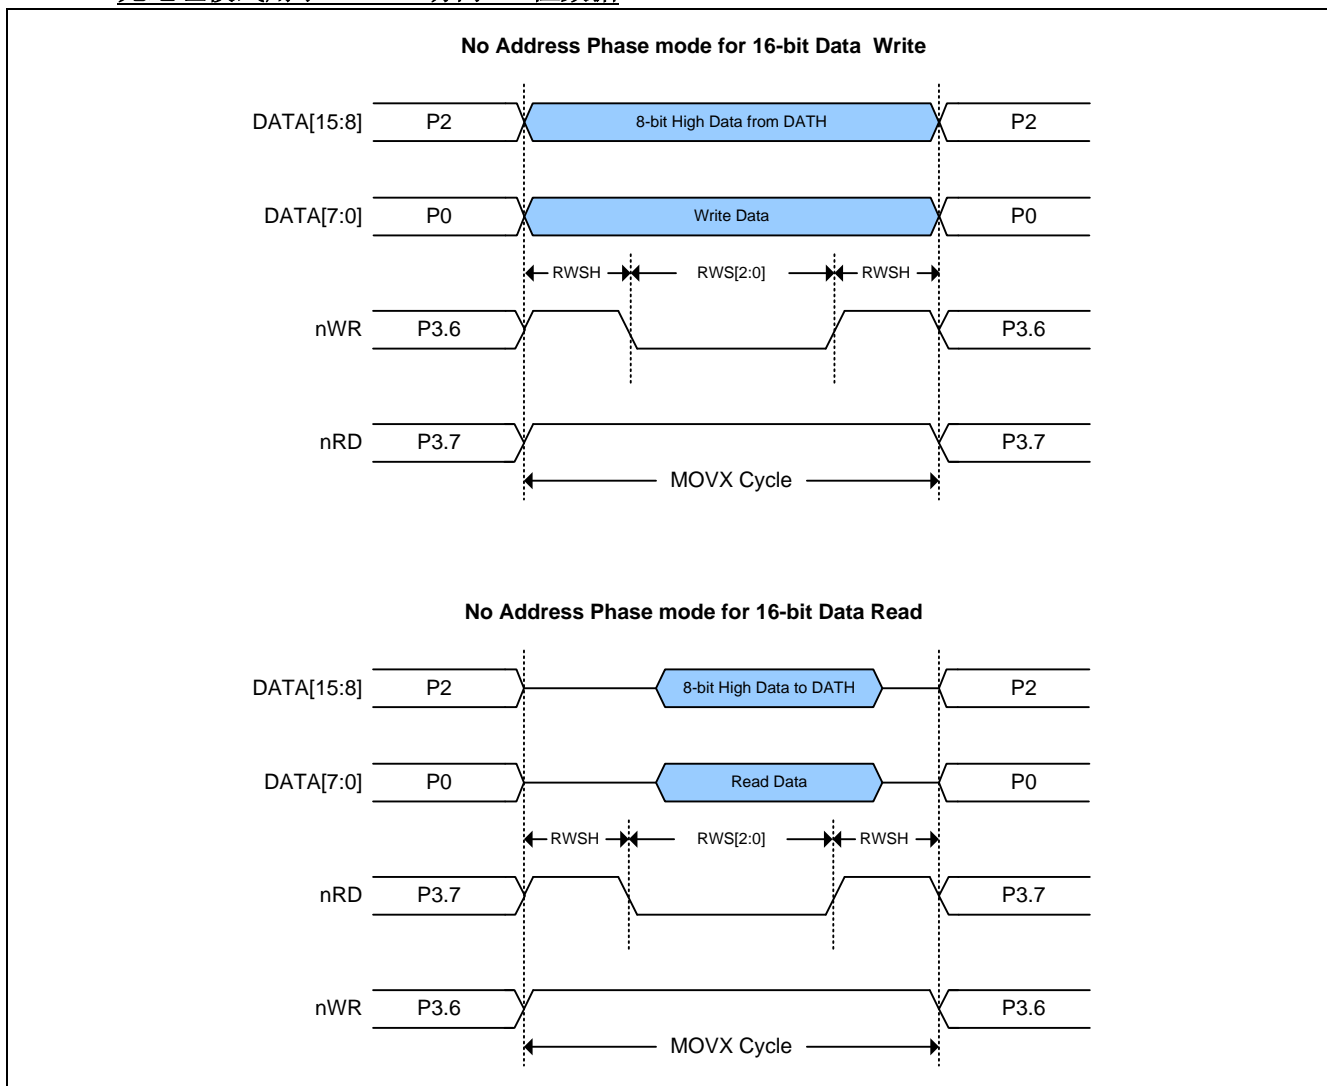 No Address Phase mode for 16-bit Data Write
DATA[15:8] P2 8-bit High Data from DATH P2
DATA[7:0] P0 Write Data P0
RWSH RWS[2:0] RWSH
nWR P3.6 P3.6
nRD P3.7 P3.7
MOVX Cycle
No Address Phase mode for 16-bit Data Read
DATA[15:8] P2 8-bit High Data to DATH P2
DATA[7:0] P0 Read Data P0
RWSH RWS[2:0] RWSH
nRD P3.7 P3.7
nWR P3.6 P3.6
MOVX Cycle